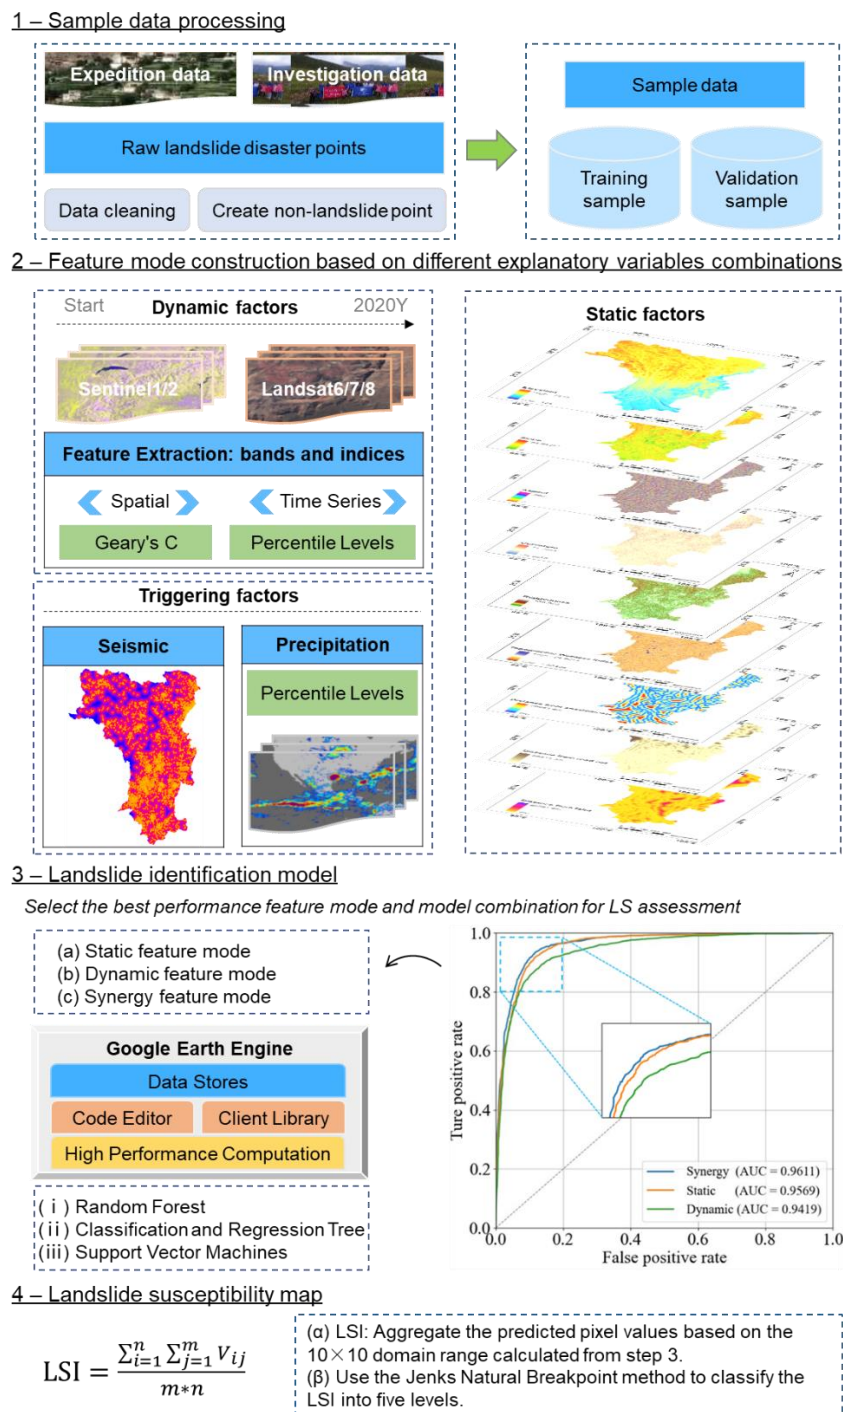 1 – Sample data processing
Expedition data
Investigation data
Raw landslide disaster points
Data cleaning
Create non-landslide point
Sample data
Training
sample
Validation
sample
2 – Feature mode construction based on different explanatory variables combinations
Start
Dynamic factors
2020Y
Sentinel1/2
Landsat6/7/8
Feature Extraction: bands and indices
Spatial
Time Series
Geary's C
Percentile Levels
Triggering factors
Seismic
Precipitation
Percentile Levels
Static factors
3 – Landslide identification model
Select the best performance feature mode and model combination for LS assessment
(a) Static feature mode
(b) Dynamic feature mode
(c) Synergy feature mode
Google Earth Engine
Data Stores
Code Editor
Client Library
High Performance Computation
(ⅰ) Random Forest
(ii) Classification and Regression Tree
(iii) Support Vector Machines
Ture positive rate
1.0
0.8
0.6
0.4
0.2
0.0
Synergy (AUC = 0.9611)
Static (AUC = 0.9569)
Dynamic (AUC = 0.9419)
0.0 0.2 0.4 0.6 0.8 1.0
False positive rate
4 – Landslide susceptibility map
LSI = \frac{\sum_{i=1}^{n} \sum_{j=1}^{m} V_{ij}}{m*n}
(α) LSI: Aggregate the predicted pixel values based on the
10×10 domain range calculated from step 3.
(β) Use the Jenks Natural Breakpoint method to classify the
LSI into five levels.